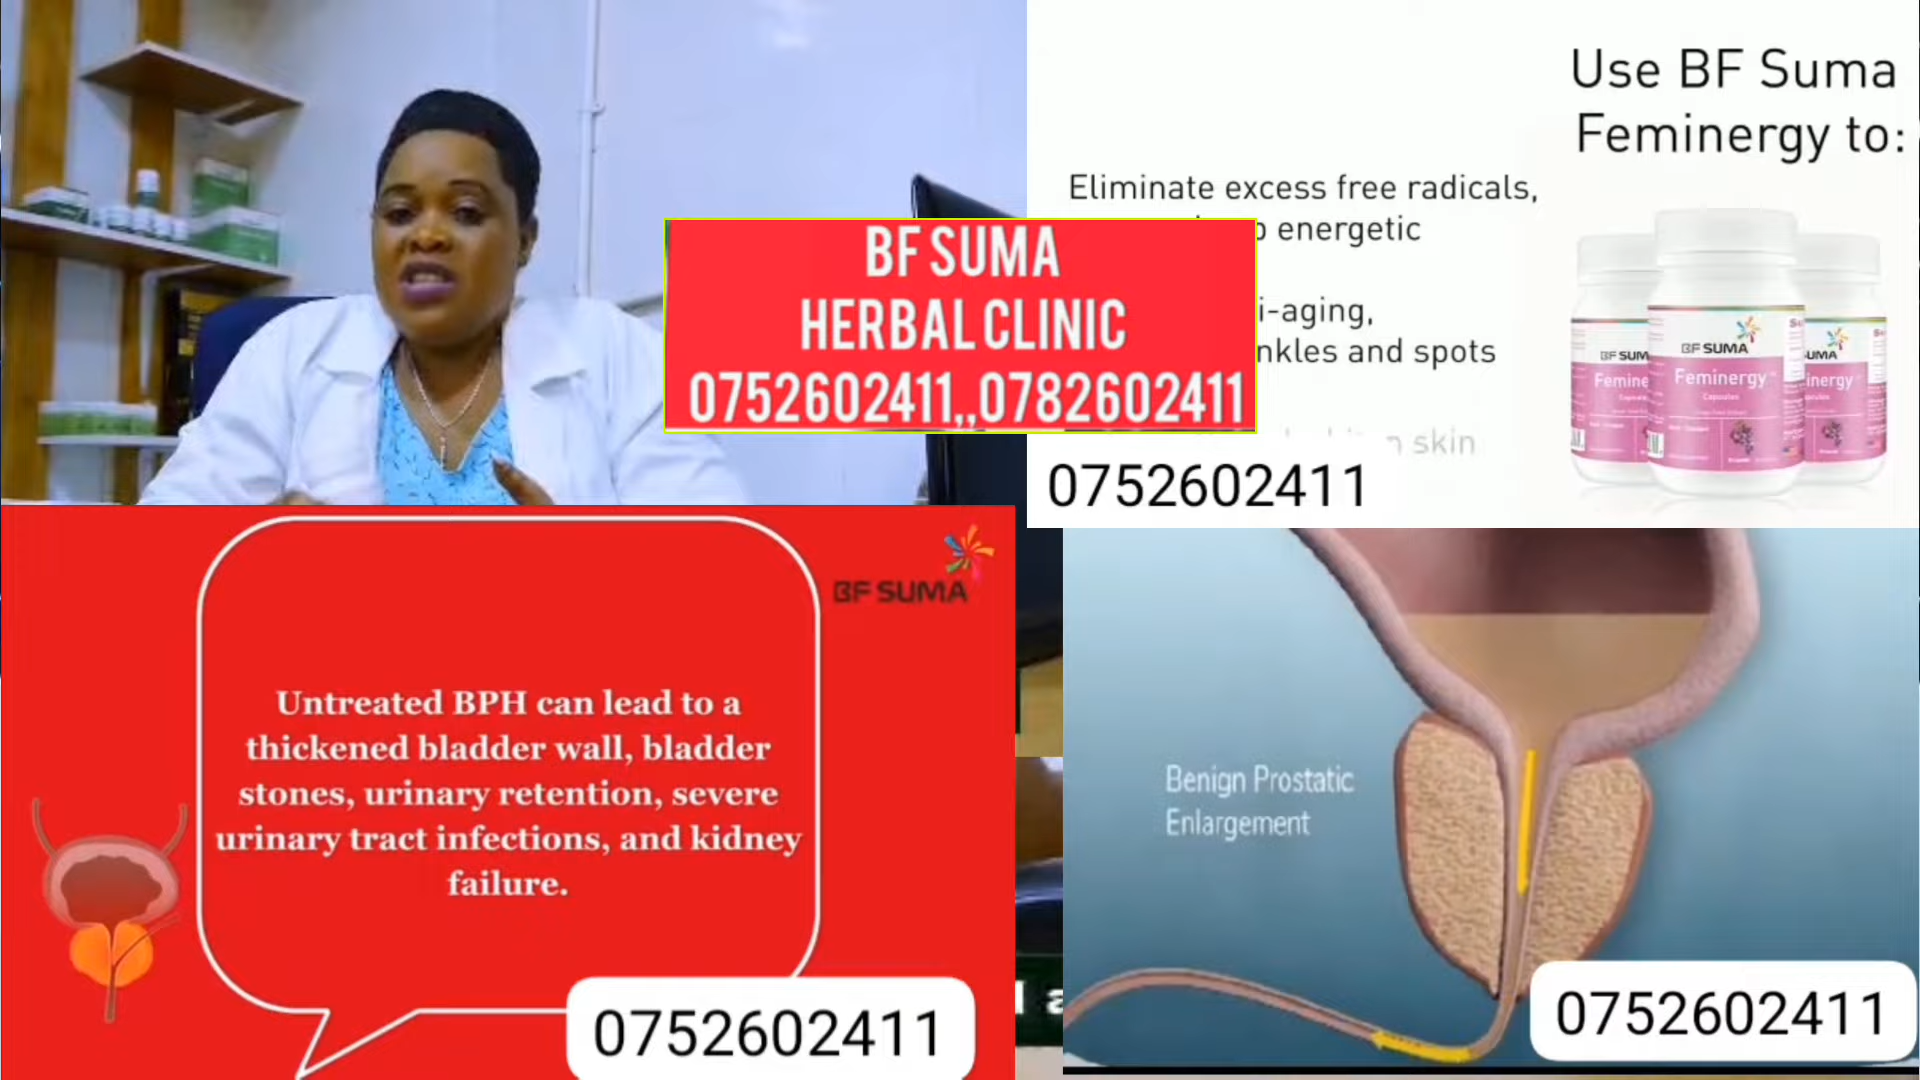 BF SUMA
HERBAL CLINIC
0752602411,,0782602411
Use BF Suma
Feminergy to:
Eliminate excess free radicals,
energetic
i-aging,
and spots
skin
0752602411
BF SUMA
Feminergy
Capsules
BF SUMA
Untreated BPH can lead to a
thickened bladder wall, bladder
stones, urinary retention, severe
urinary tract infections, and kidney
failure.
0752602411
Benign Prostatic
Enlargement
0752602411